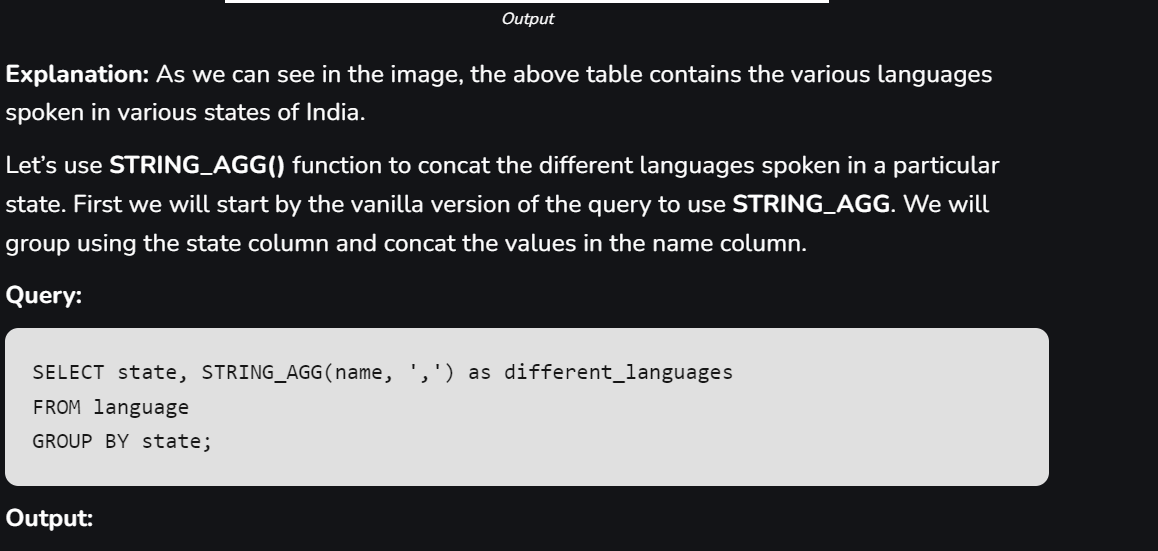 Output
Explanation: As we can see in the image, the above table contains the various languages
spoken in various states of India.
Let’s use STRING_AGG() function to concat the different languages spoken in a particular
state. First we will start by the vanilla version of the query to use STRING_AGG. We will
group using the state column and concat the values in the name column.
Query:
SELECT state, STRING_AGG(name, ',') as different_languages
FROM language
GROUP BY state;
Output: